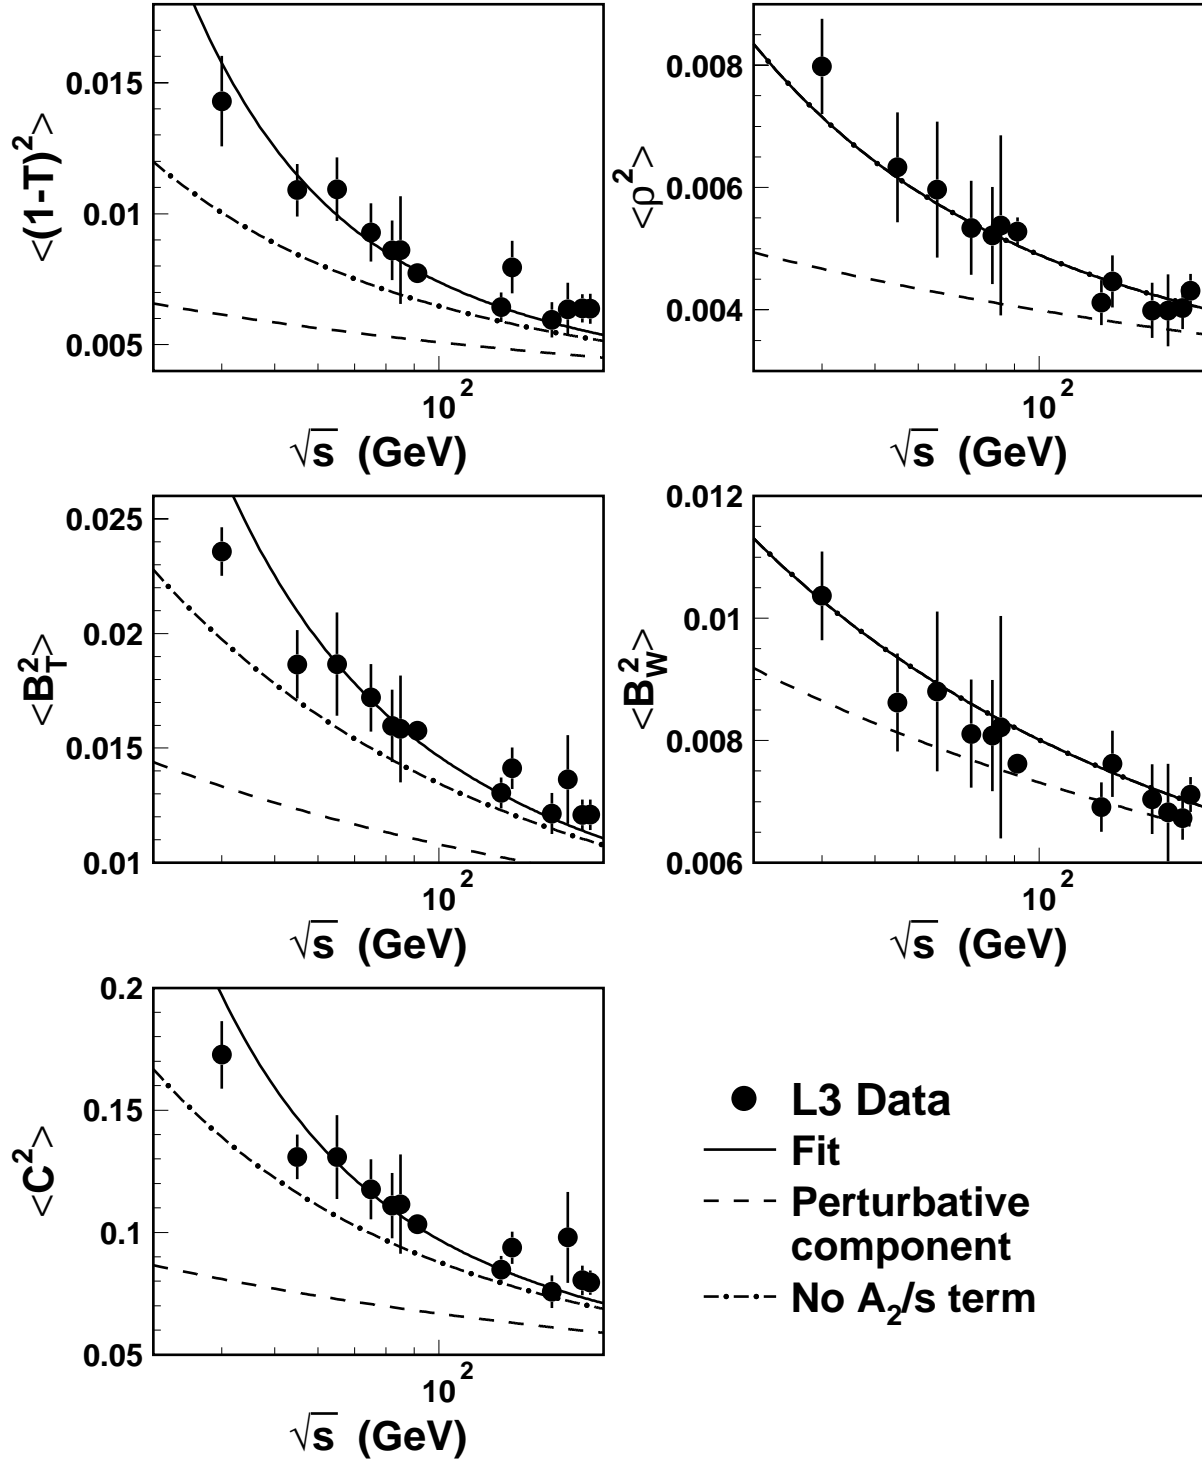 0.015
0.01
0.005
<(1-T)²>
10²
√s (GeV)
0.008
0.006
0.004
<ρ²>
10²
√s (GeV)
0.025
0.02
0.015
0.01
<B²_T>
10²
√s (GeV)
0.012
0.01
0.008
0.006
<B²_W>
10²
√s (GeV)
0.2
0.15
0.1
0.05
<C²>
10²
√s (GeV)
L3 Data
Fit
Perturbative
component
No A₂/s term